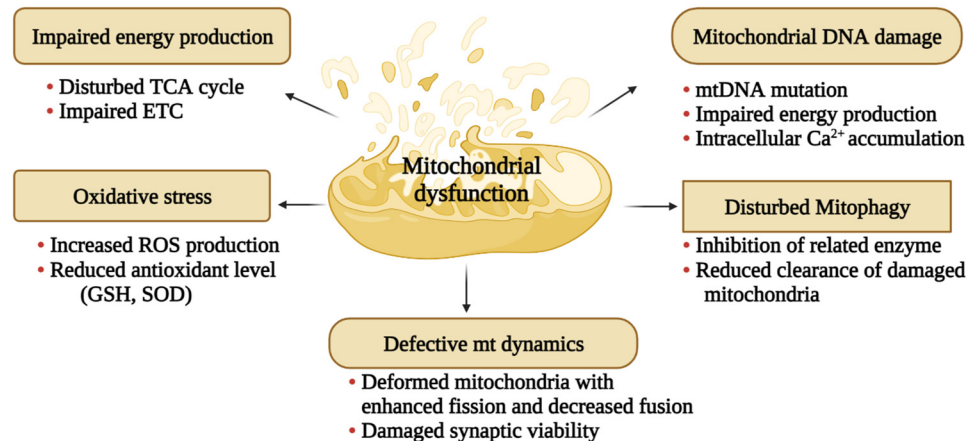 Impaired energy production
• Disturbed TCA cycle
• Impaired ETC
Mitochondrial DNA damage
• mtDNA mutation
• Impaired energy production
• Intracellular Ca²⁺ accumulation
Mitochondrial
dysfunction
Oxidative stress
• Increased ROS production
• Reduced antioxidant level
(GSH, SOD)
Disturbed Mitophagy
• Inhibition of related enzyme
• Reduced clearance of damaged
mitochondria
Defective mt dynamics
• Deformed mitochondria with
enhanced fission and decreased fusion
• Damaged synaptic viability